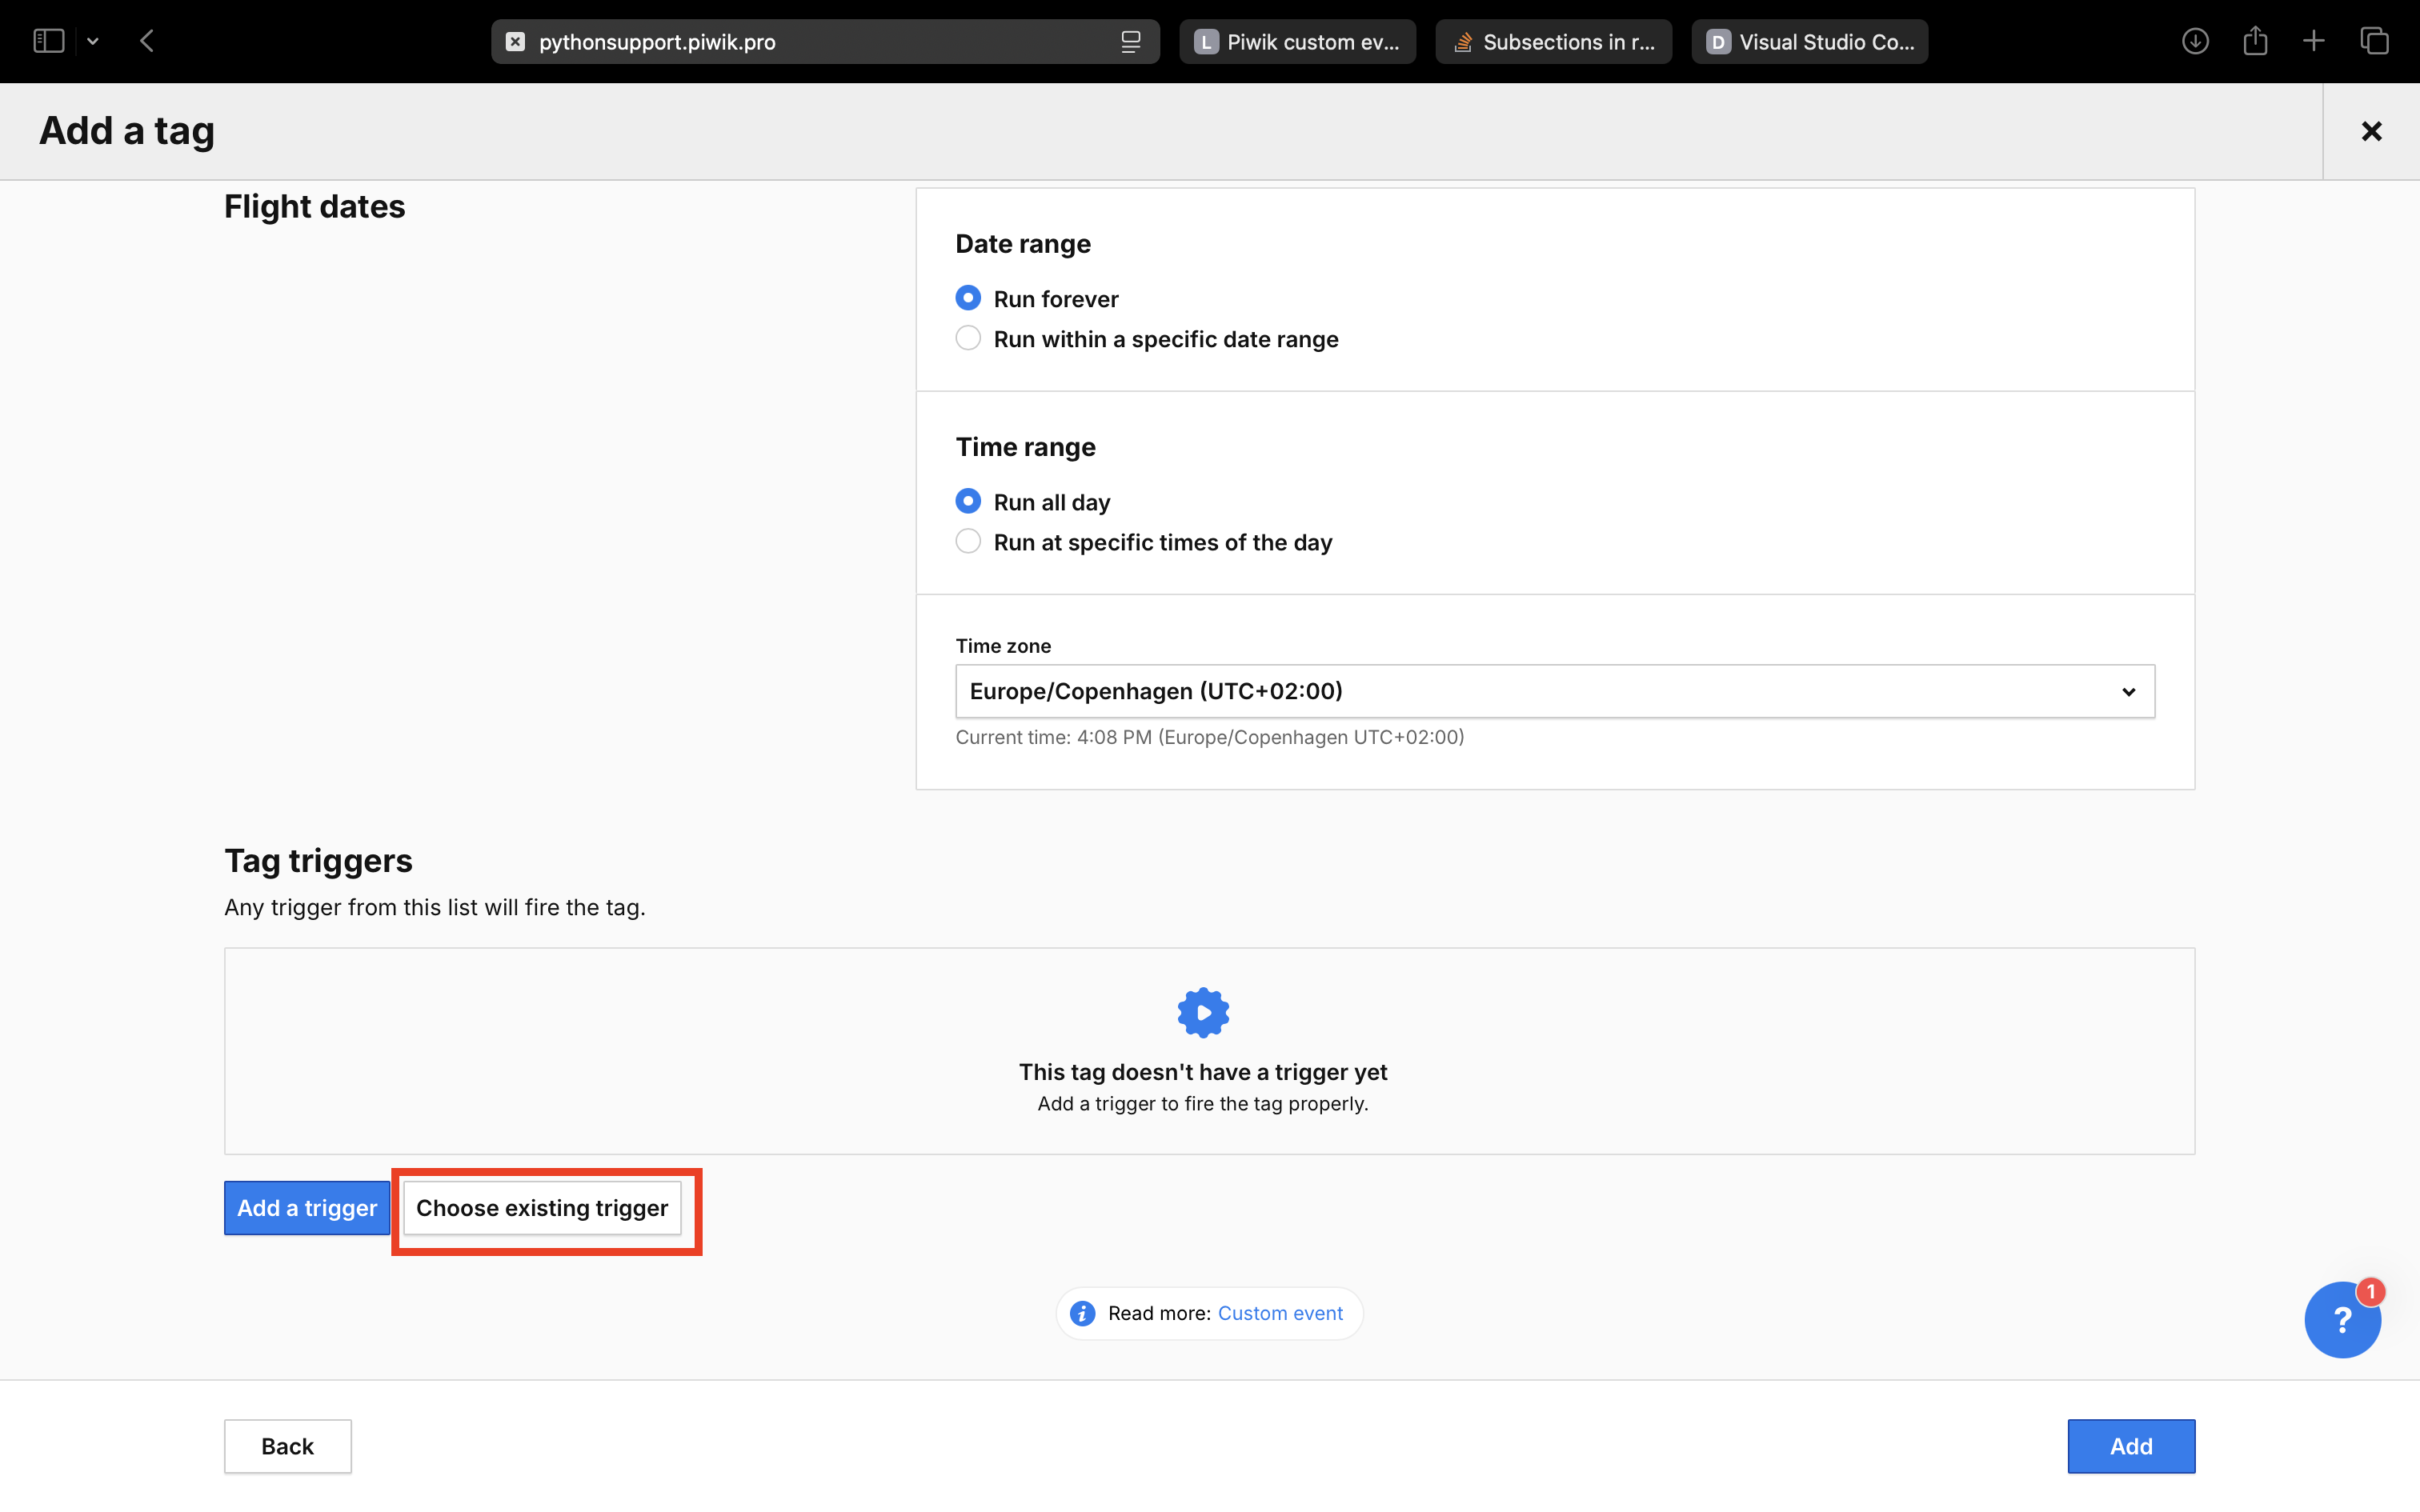 pythonsupport.piwik.pro
L Piwik custom ev...
Subsections in r...
D Visual Studio Co...
Add a tag
Flight dates
Date range
Run forever
Run within a specific date range
Time range
Run all day
Run at specific times of the day
Time zone
Europe/Copenhagen (UTC+02:00)
Current time: 4:08 PM (Europe/Copenhagen UTC+02:00)
Tag triggers
Any trigger from this list will fire the tag.
This tag doesn't have a trigger yet
Add a trigger to fire the tag properly.
Add a trigger
Choose existing trigger
Read more: Custom event
1
?
Back
Add